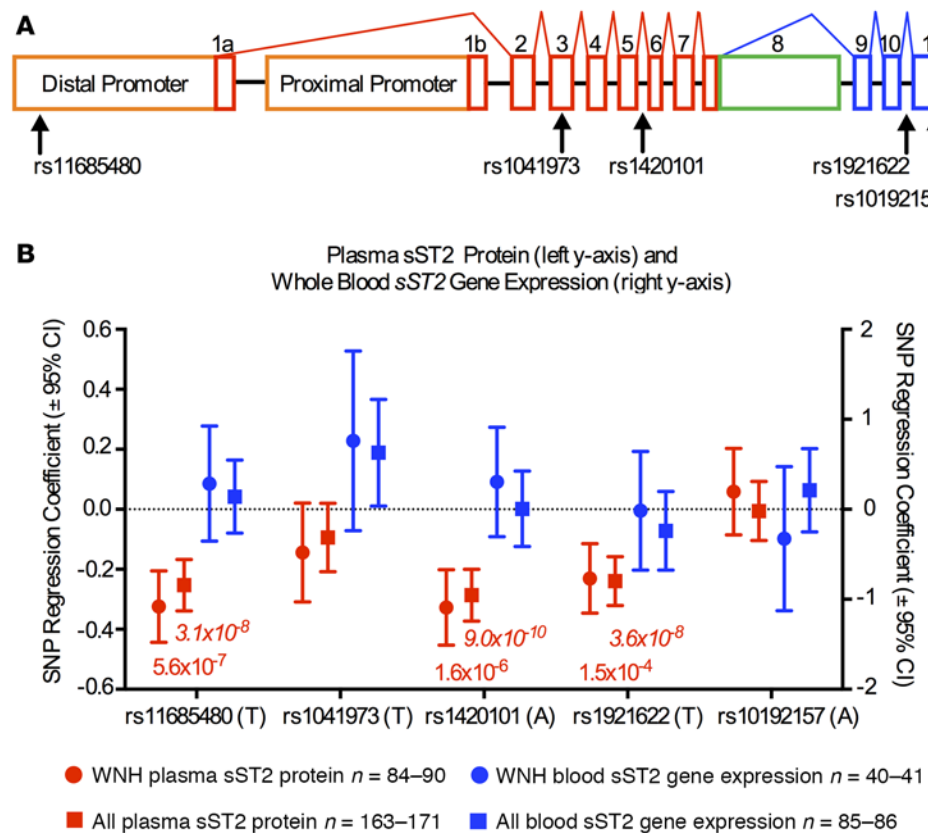 A
1a 1b 2 3 4 5 6 7 8 9 10 1
Distal Promoter Proximal Promoter
rs11685480 rs1041973 rs1420101 rs1921622
rs1019215
B
Plasma sST2 Protein (left y-axis) and
Whole Blood sST2 Gene Expression (right y-axis)
SNP Regression Coefficient (± 95% CI)
0.6
0.4
0.2
0.0
-0.2
-0.4
-0.6
3.1x10⁻⁸
5.6x10⁻⁷
9.0x10⁻¹⁰
1.6x10⁻⁶
3.6x10⁻⁸
1.5x10⁻⁴
2
1
0
-1
-2
SNP Regression Coefficient (± 95% CI)
rs11685480 (T) rs1041973 (T) rs1420101 (A) rs1921622 (T) rs10192157 (A)
WNH plasma sST2 protein n = 84–90 WNH blood sST2 gene expression n = 40–41
All plasma sST2 protein n = 163–171 All blood sST2 gene expression n = 85–86